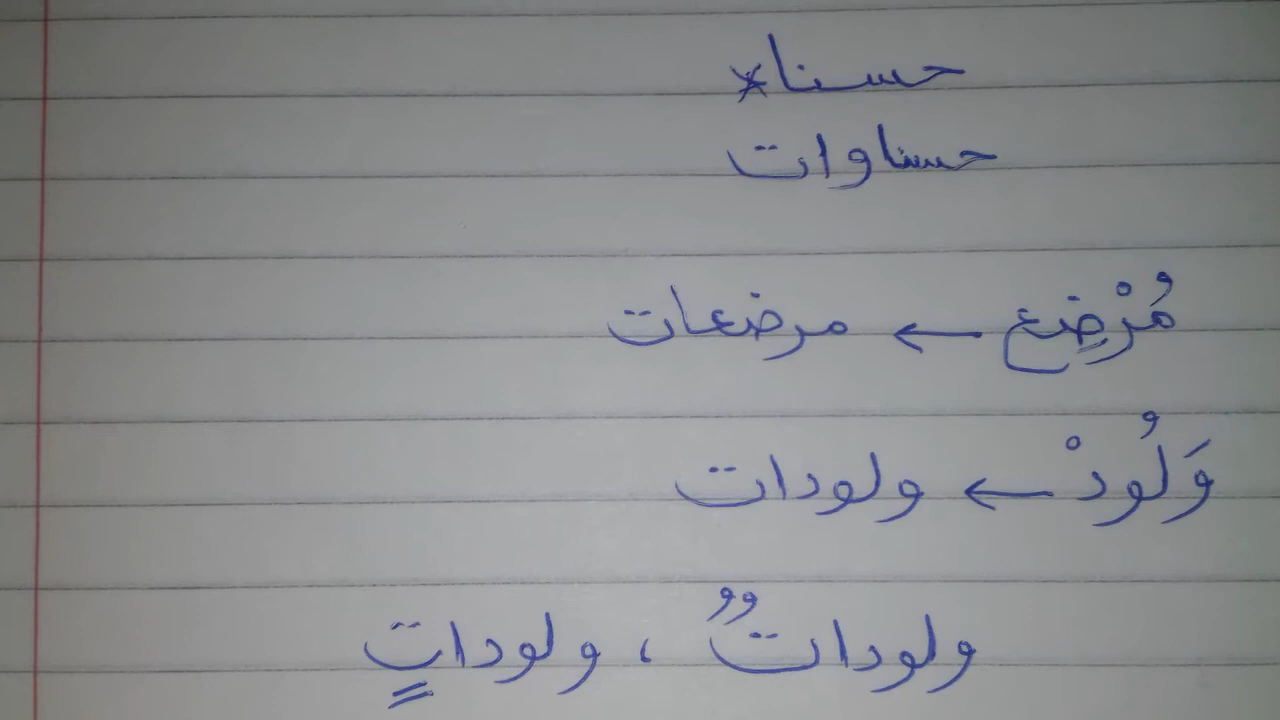 حسناء
حسناوات
مُرْضِع ← مرضعات
وَلُودْ ← ولودات
ولوداتٌ ، ولوداتٍ